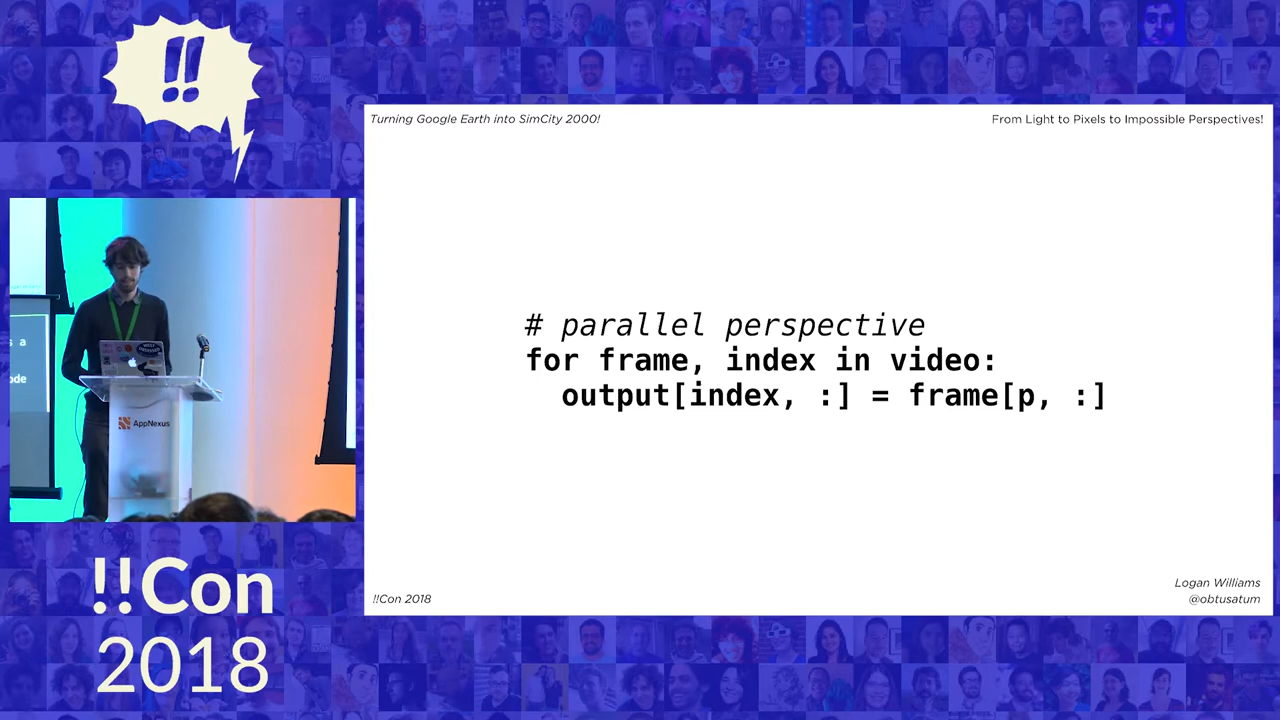 !!
Turning Google Earth into SimCity 2000!
From Light to Pixels to Impossible Perspectives!
# parallel perspective
for frame, index in video:
  output[index, :] = frame[p, :]
s a
ode
AppNexus
!!Con
2018
!!Con 2018
Logan Williams
@obtusatum